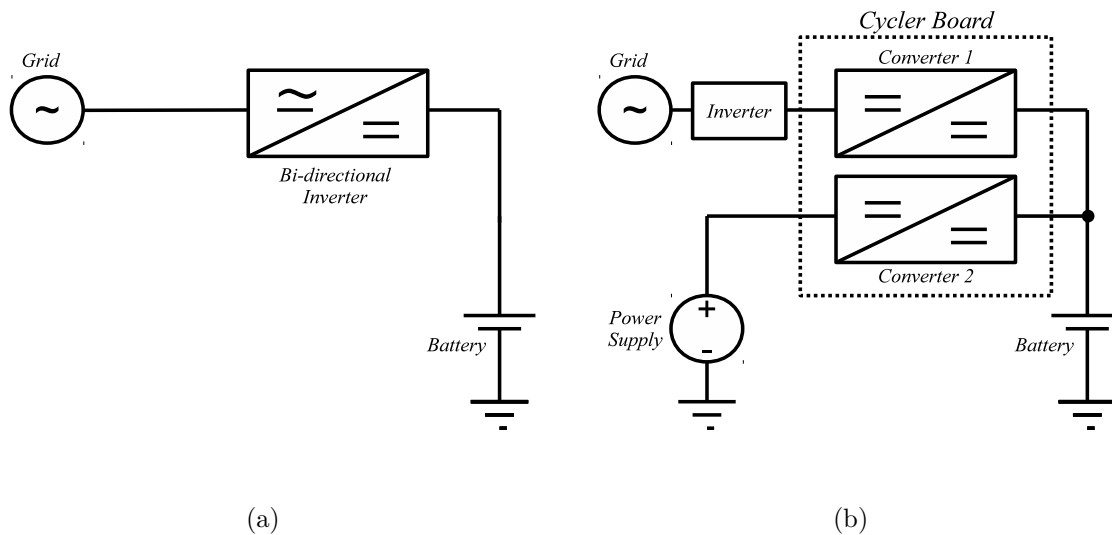 Grid
~
Bi-directional
Inverter
Battery
(a)
Cycler Board
Grid
~
Inverter
Converter 1
Converter 2
Power
Supply
+
-
Battery
(b)